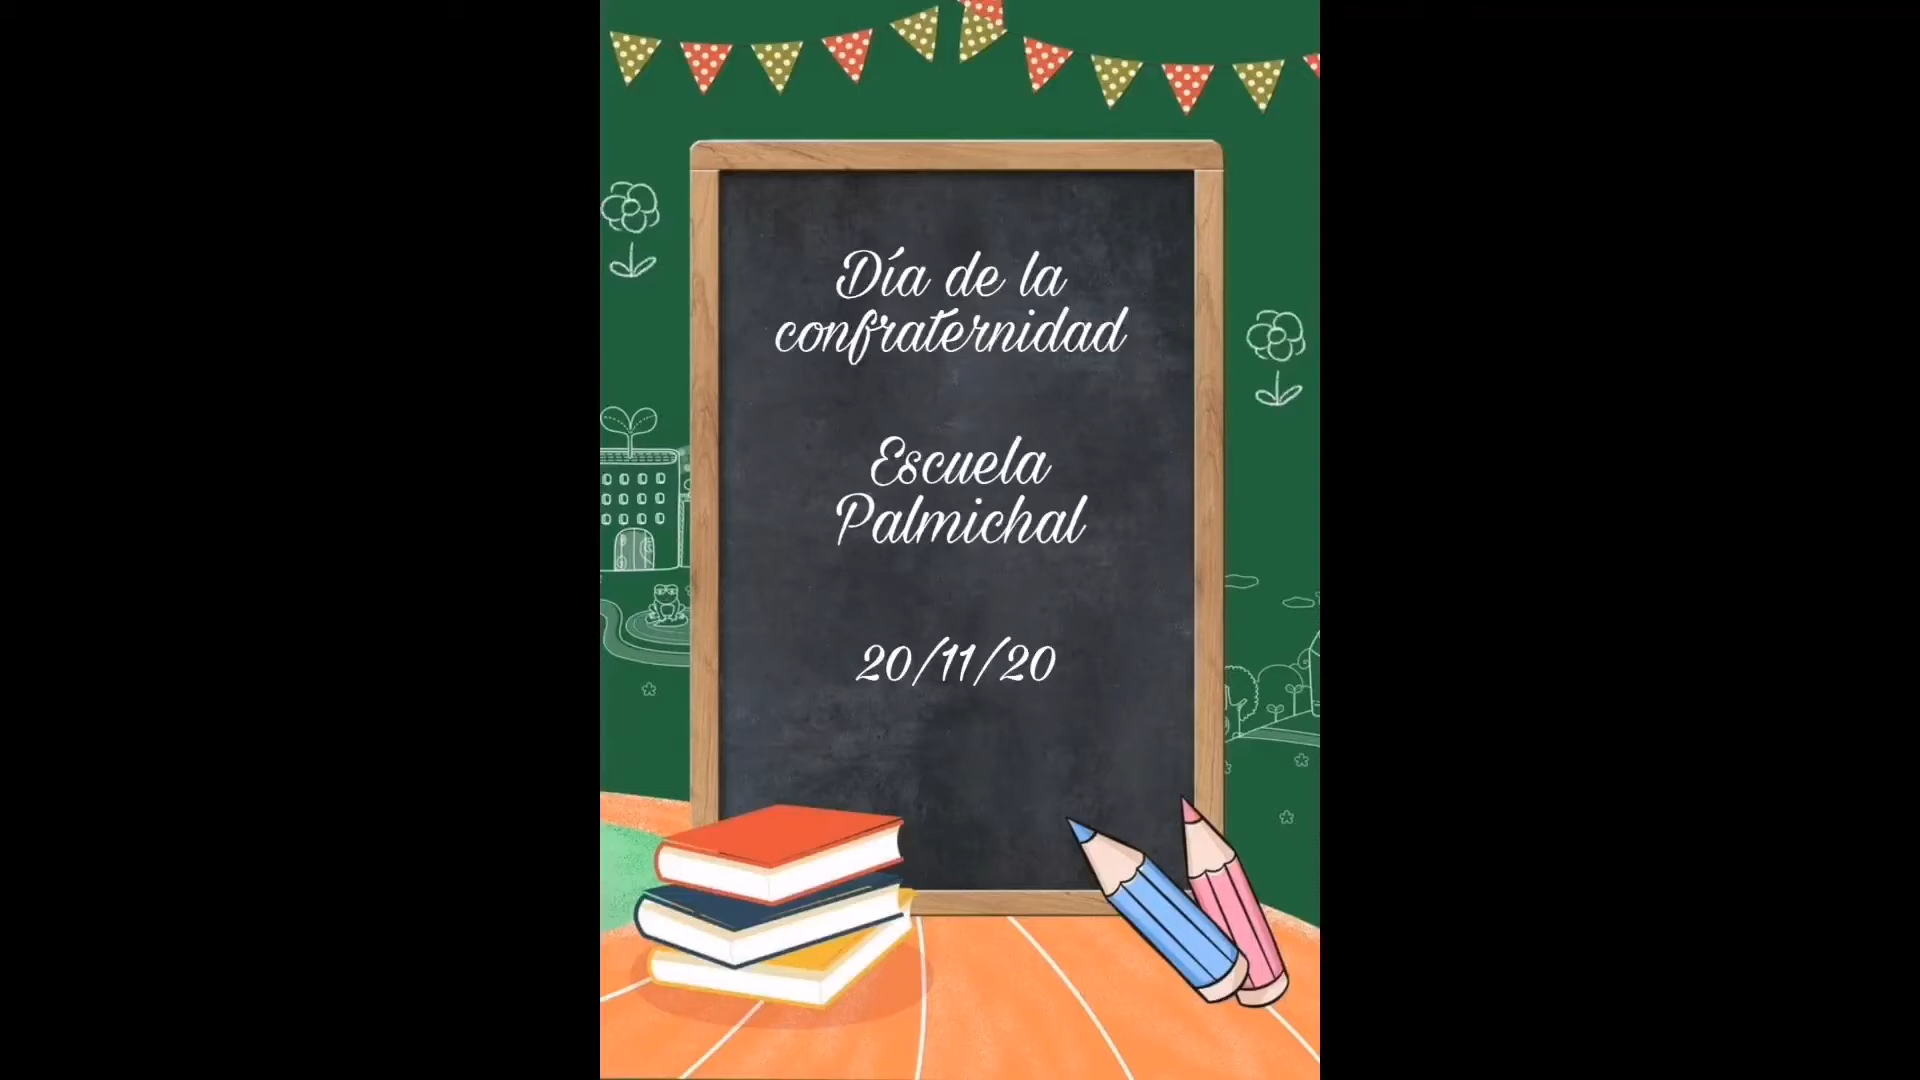 Día de la
confraternidad
Escuela
Palmichal
20/11/20